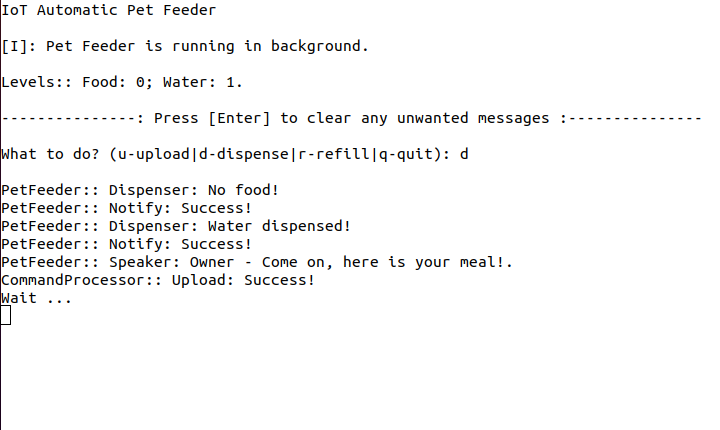 IoT Automatic Pet Feeder
[I]: Pet Feeder is running in background.
Levels:: Food: 0; Water: 1.
---------------: Press [Enter] to clear any unwanted messages :---------------
What to do? (u-upload|d-dispense|r-refill|q-quit): d
PetFeeder:: Dispenser: No food!
PetFeeder:: Notify: Success!
PetFeeder:: Dispenser: Water dispensed!
PetFeeder:: Notify: Success!
PetFeeder:: Speaker: Owner - Come on, here is your meal!.
CommandProcessor:: Upload: Success!
Wait ...